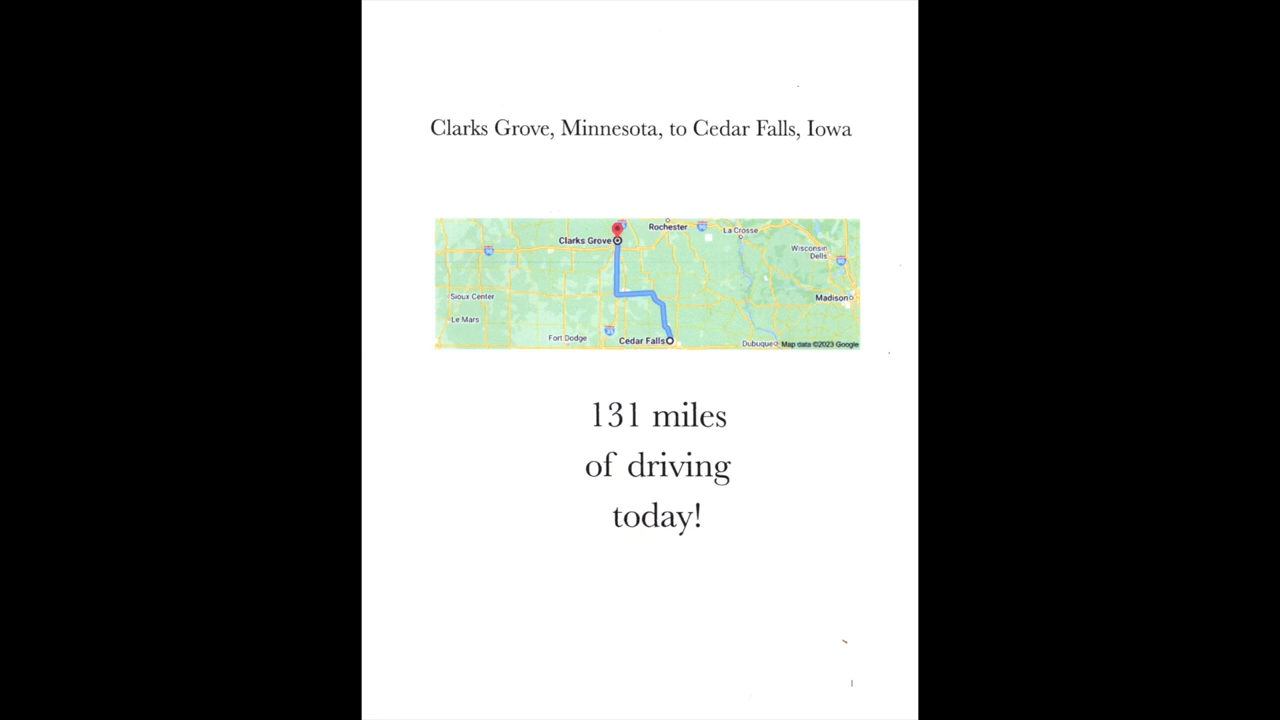 Clarks Grove, Minnesota, to Cedar Falls, Iowa
Rochester
La Crosse
Clarks Grove
Wisconsin
Dells
Sioux Center
Madison
Le Mars
Fort Dodge
Cedar Falls
Dubuque
Map data ©2023 Google
131 miles
of driving
today!